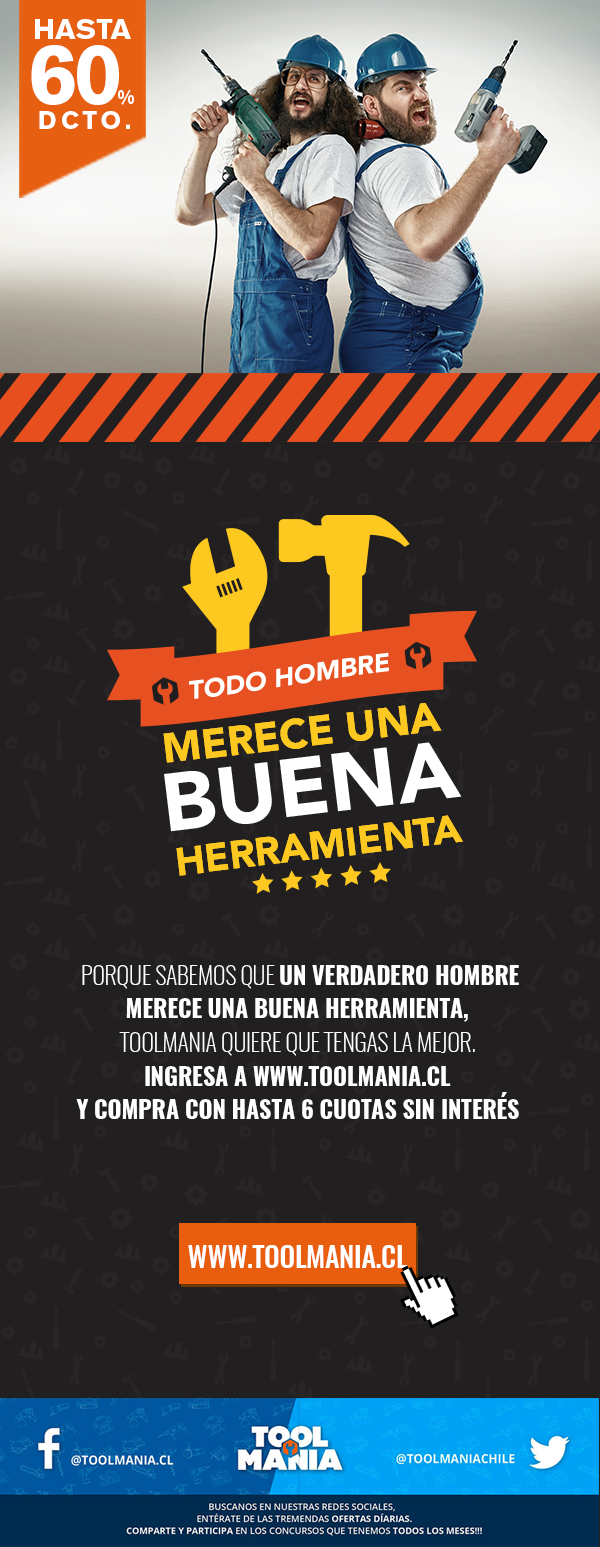 HASTA
60%
DCTO.
TODO HOMBRE
MERECE UNA
BUENA
HERRAMIENTA
PORQUE SABEMOS QUE UN VERDADERO HOMBRE
MERECE UNA BUENA HERRAMIENTA,
TOOLMANIA QUIERE QUE TENGAS LA MEJOR.
INGRESA A WWW.TOOLMANIA.CL
Y COMPRA CON HASTA 6 CUOTAS SIN INTERÉS
WWW.TOOLMANIA.CL
@TOOLMANIA.CL
TOOL
MANIA
@TOOLMANIACHILE
BUSCANOS EN NUESTRAS REDES SOCIALES,
ENTÉRATE DE LAS TREMENDAS OFERTAS DÍARIAS.
COMPARTE Y PARTICIPA EN LOS CONCURSOS QUE TENEMOS TODOS LOS MESES!!!